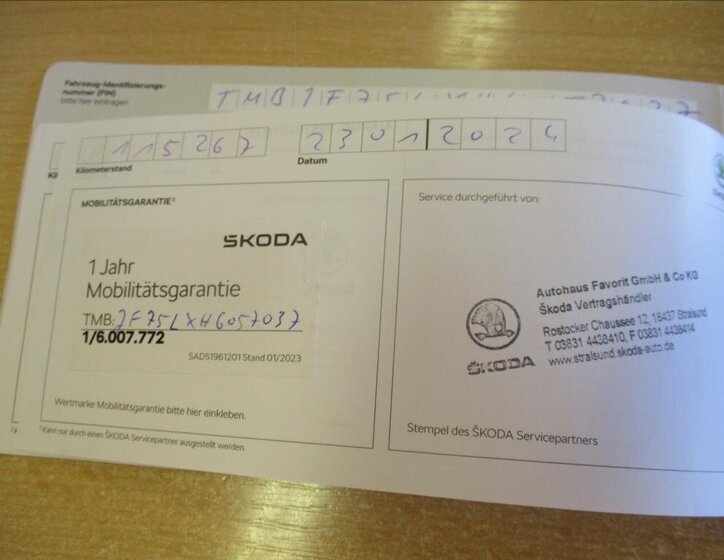 Fahrzeug-Identifizierungs-
nummer (FIN)
bitte hier eintragen
TMBJF75
115267
23012024
Kilometerstand
Datum
MOBILITÄTSGARANTIE²
ŠKODA
1 Jahr
Mobilitätsgarantie
TMB: JF75LXH6057037
1/6.007.772
SAD51961201 Stand 01/2023
Wertmarke Mobilitätsgarantie bitte hier einkleben.
Kann nur durch einen ŠKODA Servicepartner ausgestellt werden.
Service durchgeführt von:
Autohaus Favorit GmbH & Co KG
Škoda Vertragshändler
Rostocker Chaussee 12, 18437 Stralsund
T 03831 4438410, F 03831 4438414
www.stralsund.skoda-auto.de
ŠKODA
Stempel des ŠKODA Servicepartners